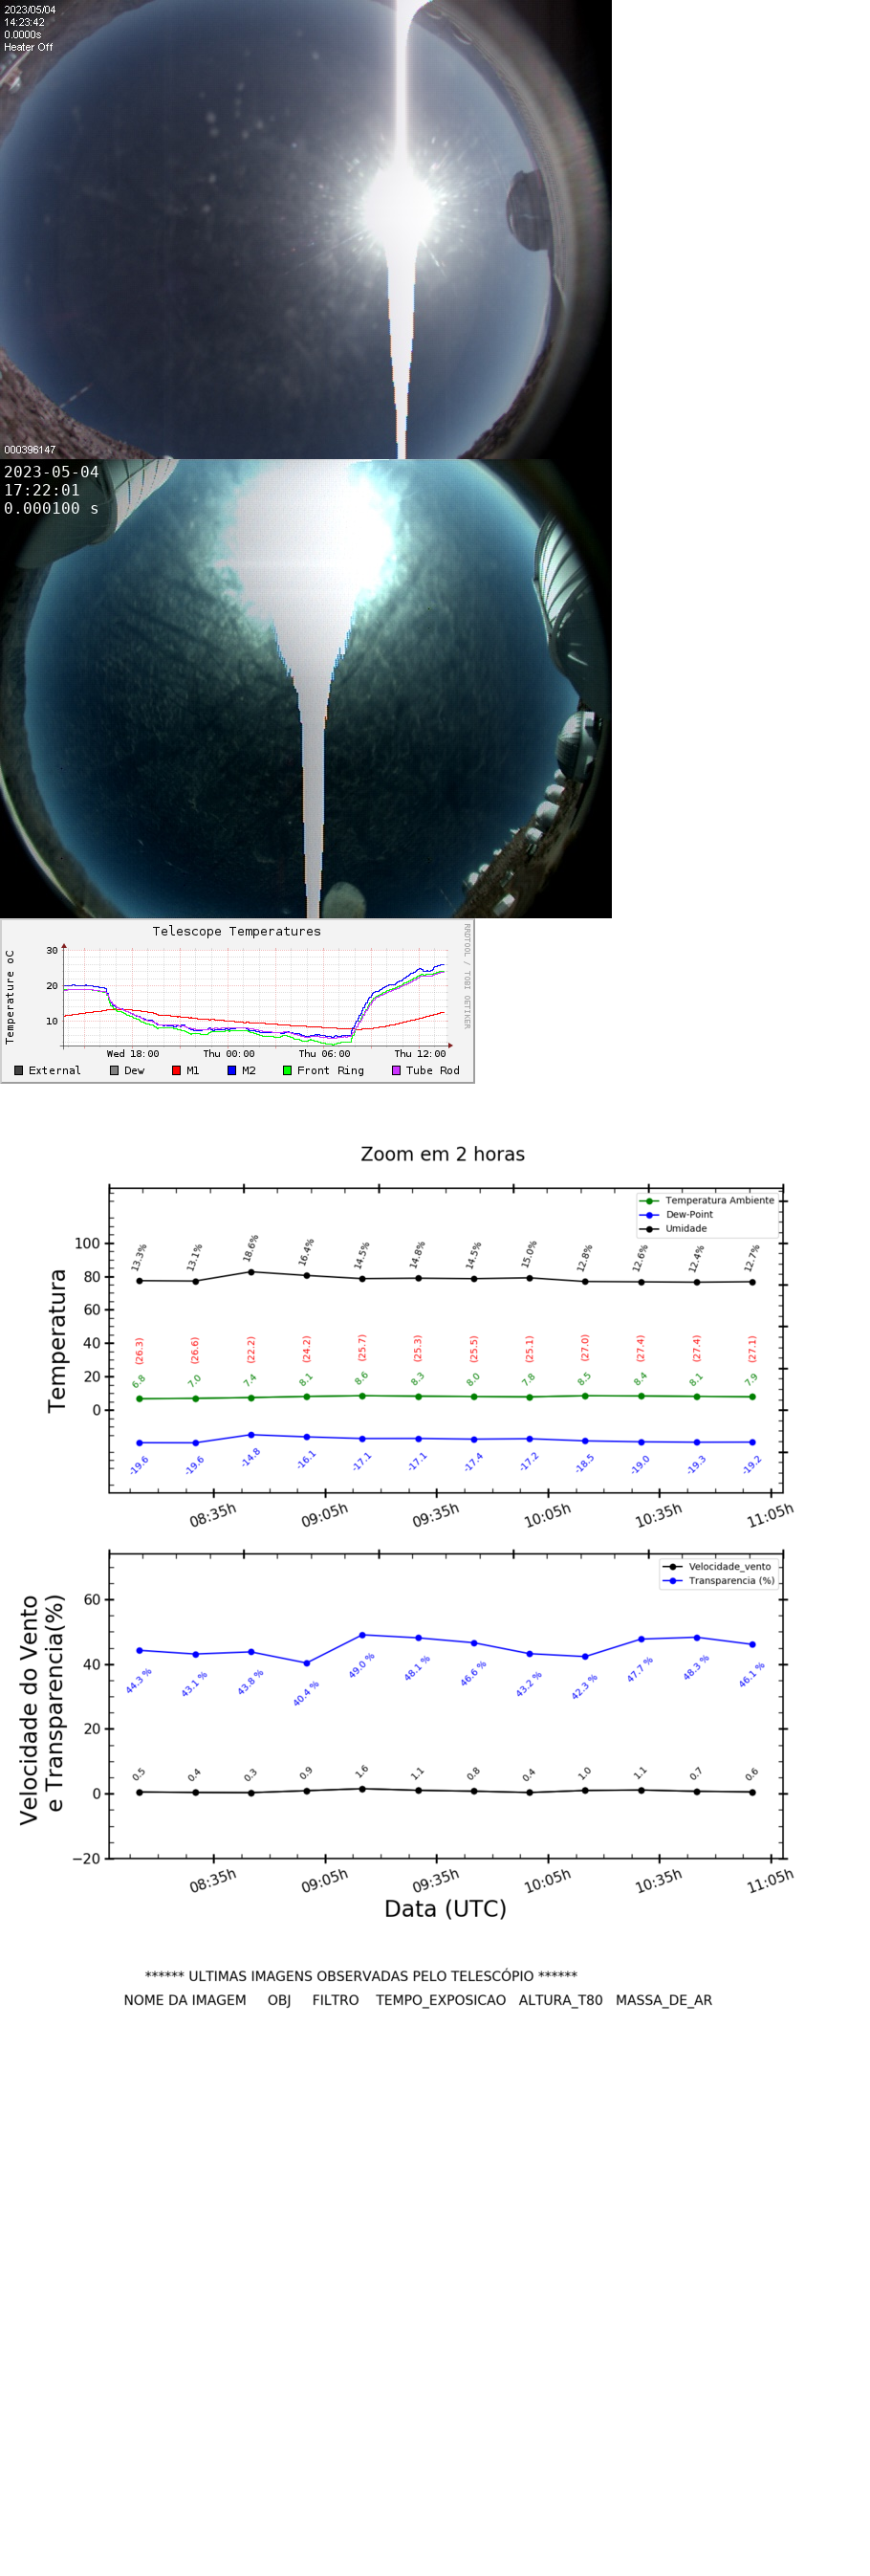 2023/05/04
14:23:42
0.0000s
Heater Off
000396147
2023-05-04
17:22:01
0.000100 s
Telescope Temperatures
RRDTOOL / TOBI OETIKER
Temperature oC
30
20
10
Wed 18:00 Thu 00:00 Thu 06:00 Thu 12:00
External Dew M1 M2 Front Ring Tube Rod
Zoom em 2 horas
Temperatura
Temperatura Ambiente
Dew-Point
Umidade
100
80
60
40
20
0
13.3% 13.1% 18.6% 16.4% 14.5% 14.8% 14.5% 15.0% 12.8% 12.6% 12.4% 12.7%
(26.3) (26.6) (22.2) (24.2) (25.7) (25.3) (25.5) (25.1) (27.0) (27.4) (27.4) (27.1)
6.8 7.0 7.4 8.1 8.6 8.3 8.0 7.8 8.5 8.4 8.1 7.9
-19.6 -19.6 -14.8 -16.1 -17.1 -17.1 -17.4 -17.2 -18.5 -19.0 -19.3 -19.2
08:35h 09:05h 09:35h 10:05h 10:35h 11:05h
Velocidade do Vento
e Transparencia(%)
Velocidade_vento
Transparencia (%)
60
40
20
0
−20
44.3 % 43.1 % 43.8 % 40.4 % 49.0 % 48.1 % 46.6 % 43.2 % 42.3 % 47.7 % 48.3 % 46.1 %
0.5 0.4 0.3 0.9 1.6 1.1 0.8 0.4 1.0 1.1 0.7 0.6
08:35h 09:05h 09:35h 10:05h 10:35h 11:05h
Data (UTC)
****** ULTIMAS IMAGENS OBSERVADAS PELO TELESCÓPIO ******
NOME DA IMAGEM OBJ FILTRO TEMPO_EXPOSICAO ALTURA_T80 MASSA_DE_AR